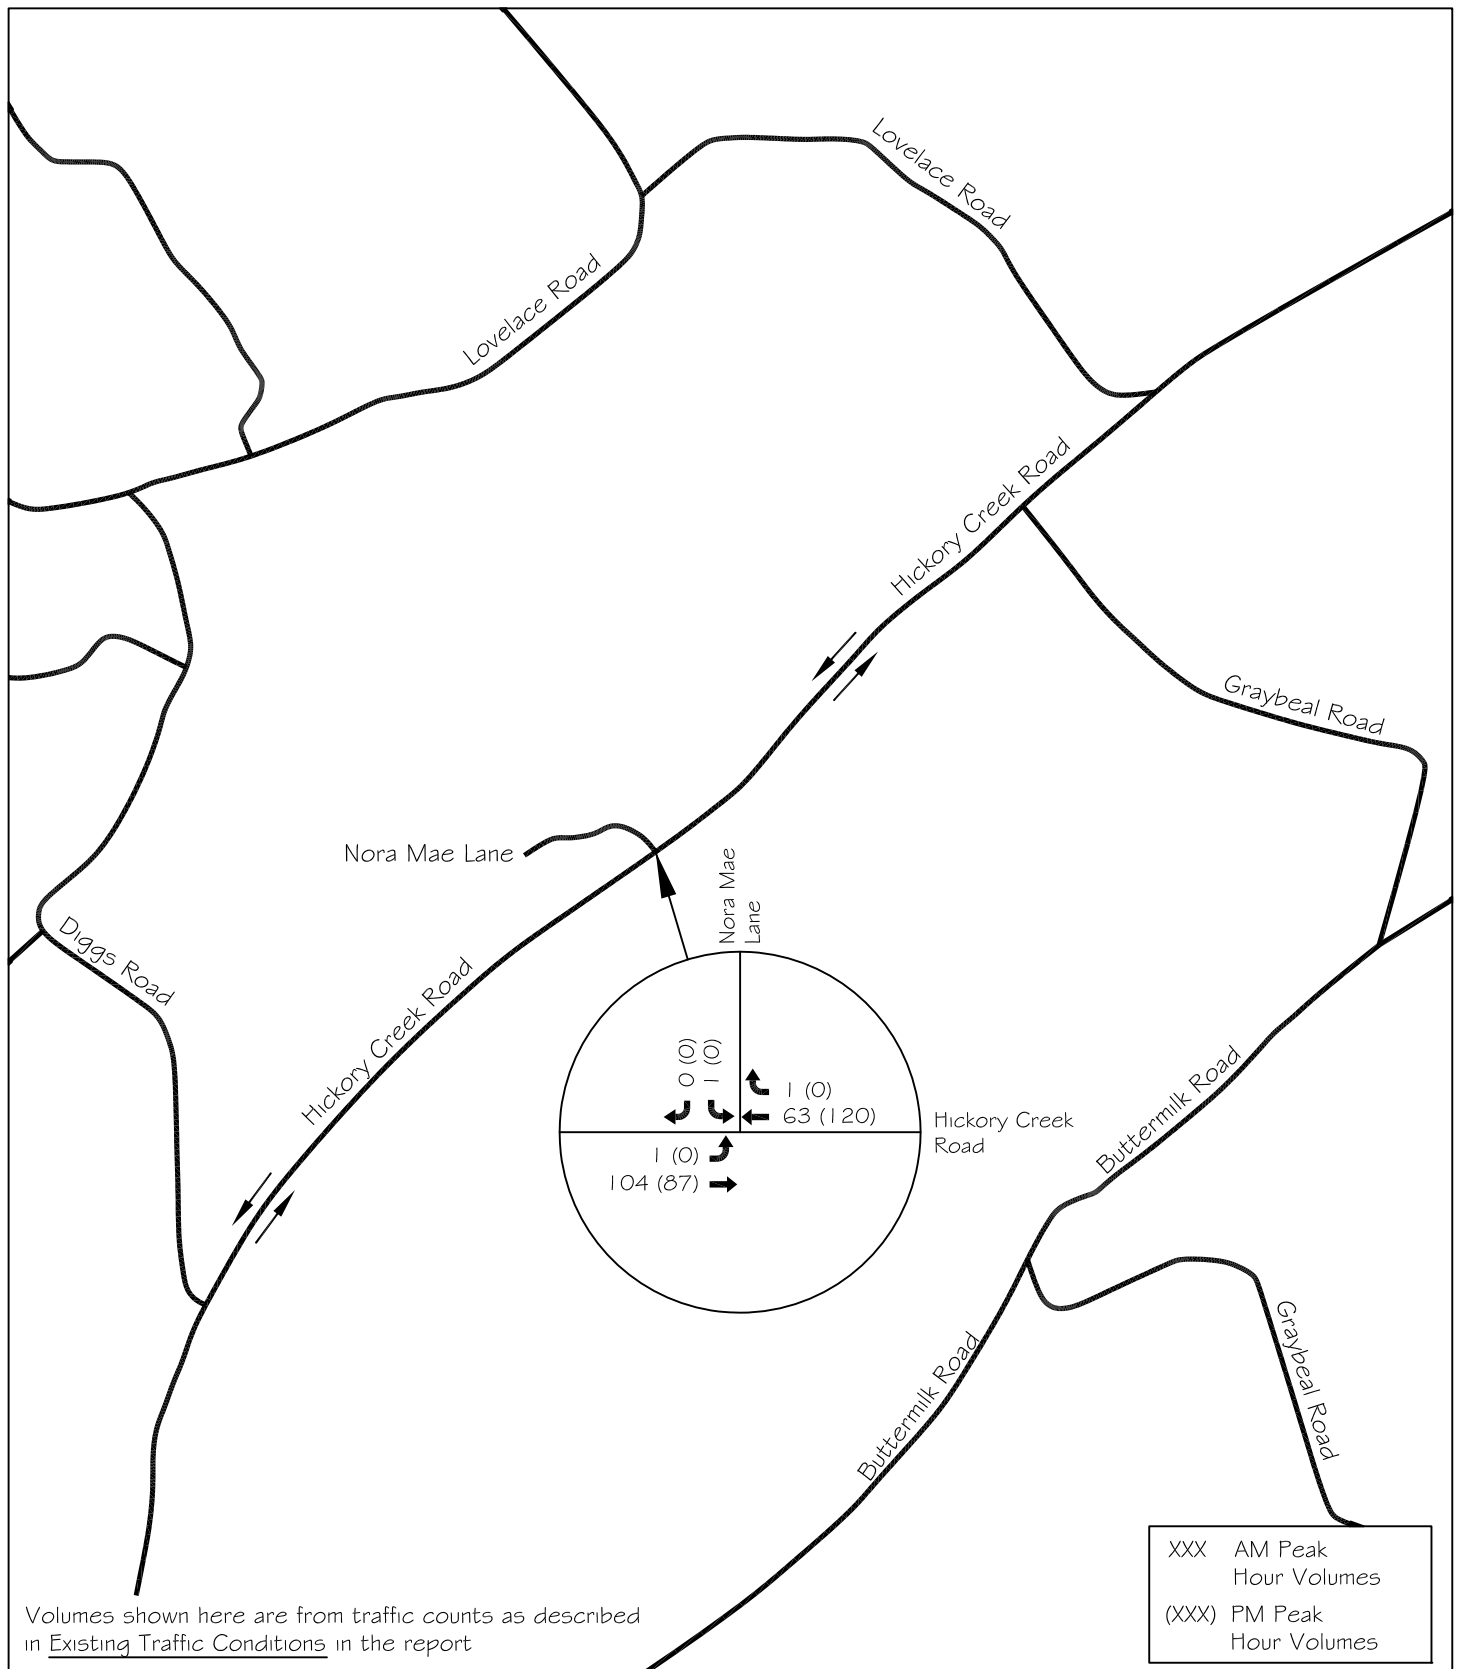 Lovelace Road
Lovelace Road
Hickory Creek Road
Graybeal Road
Nora Mae Lane
Nora Mae
Lane
Diggs Road
Hickory Creek Road
0 (0)
1 (0)
1 (0)
63 (120)
Hickory Creek
Road
1 (0)
104 (87)
Buttermilk Road
Buttermilk Road
Graybeal Road
XXX AM Peak
Hour Volumes
(XXX) PM Peak
Hour Volumes
Volumes shown here are from traffic counts as described
in Existing Traffic Conditions in the report